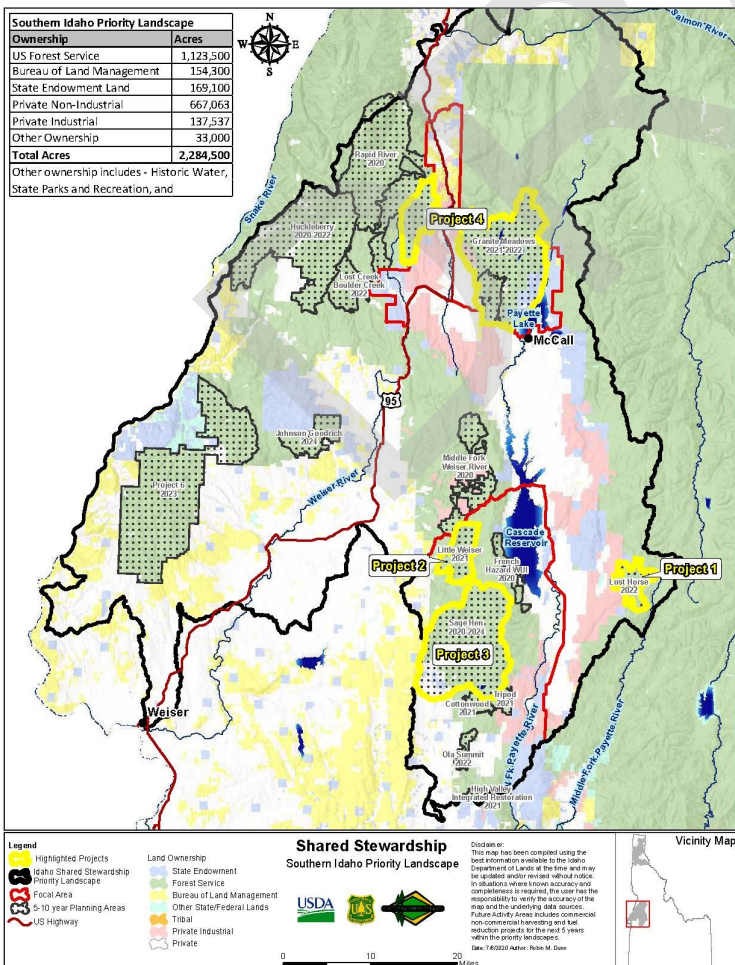 Southern Idaho Priority Landscape
Ownership Acres
US Forest Service 1,123,500
Bureau of Land Management 154,300
State Endowment Land 169,100
Private Non-Industrial 667,063
Private Industrial 137,537
Other Ownership 33,000
Total Acres 2,284,500
Other ownership includes - Historic Water,
State Parks and Recreation, and
N
W E
S
Salmon River
Snake River
Rapid River
2020
Project 4
Huckleberry
2020-2022
Granite Meadows
2021-2022
Lost Creek
Boulder Creek
2022
Payette
Lake
McCall
95
Johnson Goodrich
2021
Middle Fork
Weiser River
2020
Project 6
2023
Weiser River
Cascade
Reservoir
Little Weiser
2021
Project 2
French
Hazard WUI
2020
Project 1
Lost Horse
2022
Sage Hen
2020-2024
Project 3
Tripod
2021
Cottonwood
2021
Weiser
N Fk Payette River
Middle Fork Payette River
Ola Summit
2022
High Valley
Integrated Restoration
2021
Legend
Highlighted Projects
Idaho Shared Stewardship
Priority Landscape
Focal Area
5-10 year Planning Areas
US Highway
Land Ownership
State Endowment
Forest Service
Bureau of Land Management
Other State/Federal Lands
Tribal
Private Industrial
Private
Shared Stewardship
Southern Idaho Priority Landscape
USDA
0 10 20
Miles
Disclaimer:
This map has been compiled using the
best information available to the Idaho
Department of Lands at the time and may
be updated and/or revised without notice.
In situations where known accuracy and
completeness is required, the user has the
responsibility to verify the accuracy of the
map and the underlying data sources.
Future Activity Areas includes commercial
non-commercial harvesting and fuel
reduction projects for the next 5 years
within the priority landscapes.
Date: 7/6/2020 Author: Robin M. Dunn
Vicinity Map